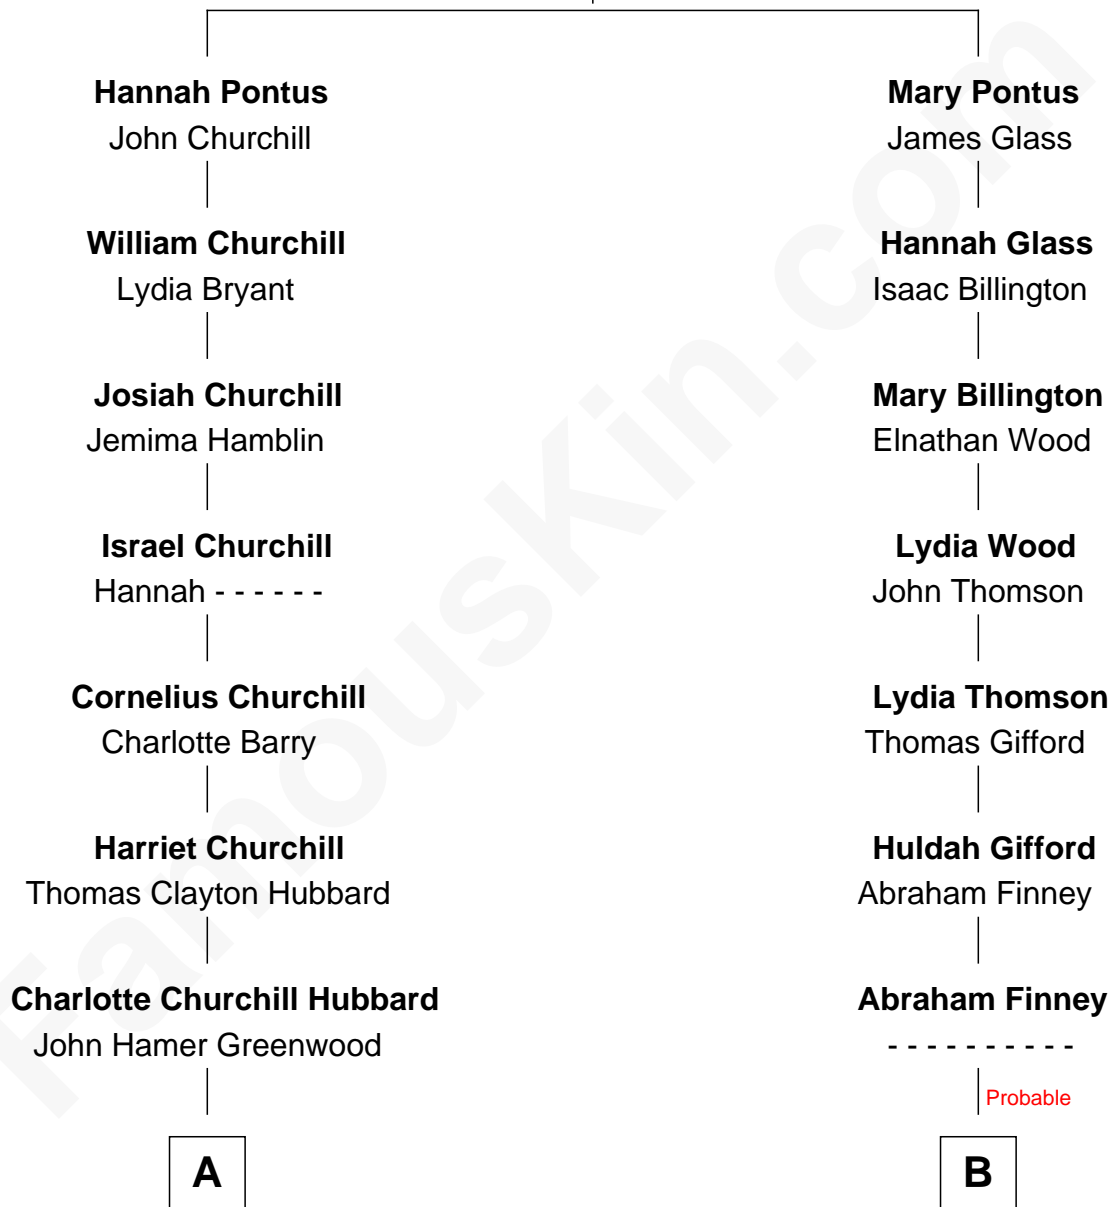 Hannah Pontus
John Churchill
Mary Pontus
James Glass
William Churchill
Lydia Bryant
Hannah Glass
Isaac Billington
Josiah Churchill
Jemima Hamblin
Mary Billington
Elnathan Wood
Israel Churchill
Hannah - - - - - -
Lydia Wood
John Thomson
Cornelius Churchill
Charlotte Barry
Lydia Thomson
Thomas Gifford
Harriet Churchill
Thomas Clayton Hubbard
Huldah Gifford
Abraham Finney
Charlotte Churchill Hubbard
John Hamer Greenwood
Abraham Finney
- - - - - - - - - -
Probable
A
B
FamousKin.com